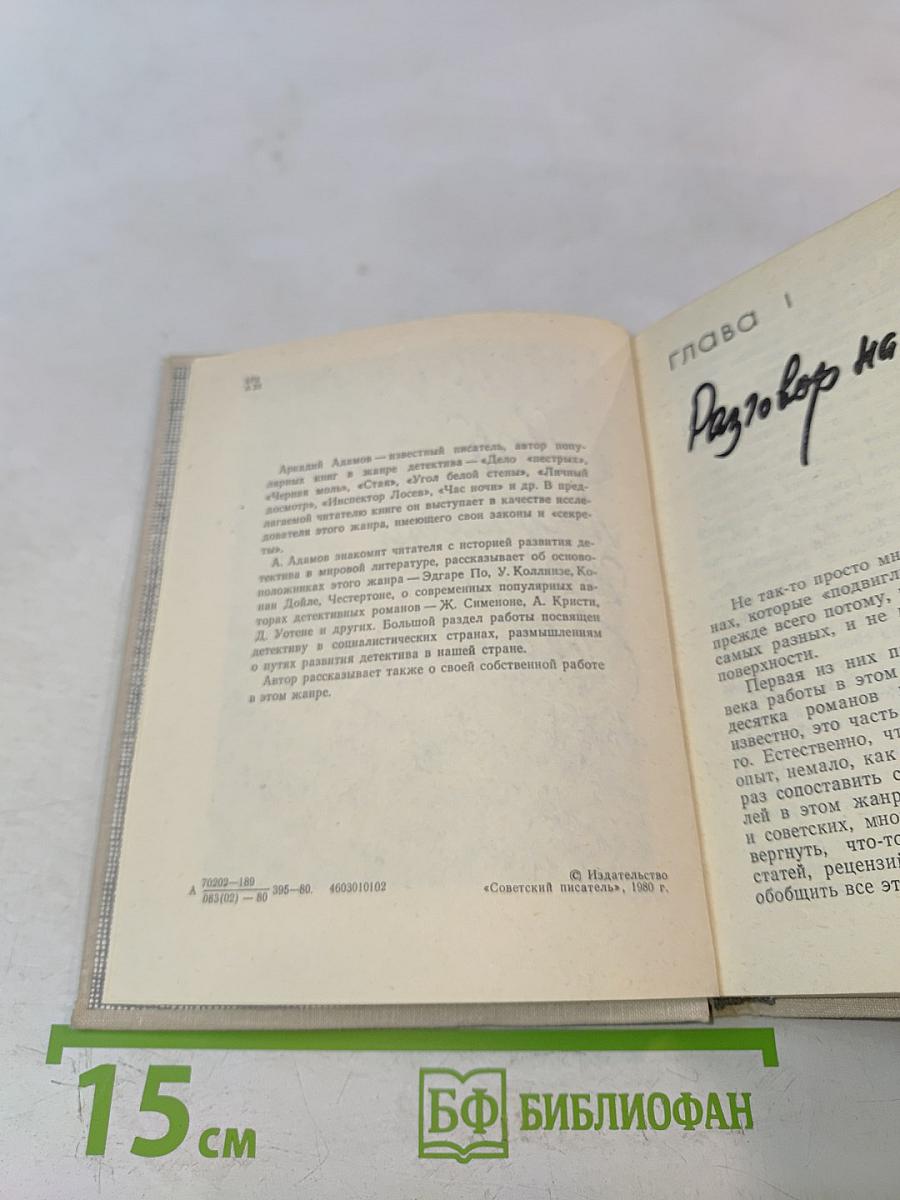 Аркадий Адамов — известный писатель, автор попу-
лярных книг в жанре детектива — «Дело «пестрых»,
«Черная моль», «Стая», «Угол белой стены», «Личный
досмотр», «Инспектор Лосев», «Час ночи» и др. В пред-
лагаемой читателю книге он выступает в качестве иссле-
дователя этого жанра, имеющего свои законы и «секре-
ты».
А. Адамов знакомит читателя с историей развития де-
тектива в мировой литературе, рассказывает об осново-
положниках этого жанра — Эдгаре По, У. Коллинзе, Ко-
нан Дойле, Честертоне, о современных популярных ав-
торах детективных романов — Ж. Сименоне, А. Кристи,
Д. Уотене и других. Большой раздел работы посвящен
детективу в социалистических странах, размышлениям
о путях развития детектива в нашей стране.
Автор рассказывает также о своей собственной работе
в этом жанре.
А 70202—189
083(02) — 80 395—80. 4603010102
© Издательство
«Советский писатель», 1980 г.
глава 1
Разговор на
Не так-то просто
нах, которые «подвигл
прежде всего потому,
самых разных, и не
поверхности.
Первая из них
века работы в этом
десятка романов
известно, это часть
го. Естественно,
опыт, немало, как
раз сопоставить
лей в этом
и советских,
вергнуть, что-то
статей, рецензий
обобщить все
15 см
БФ БИБЛИОФАН